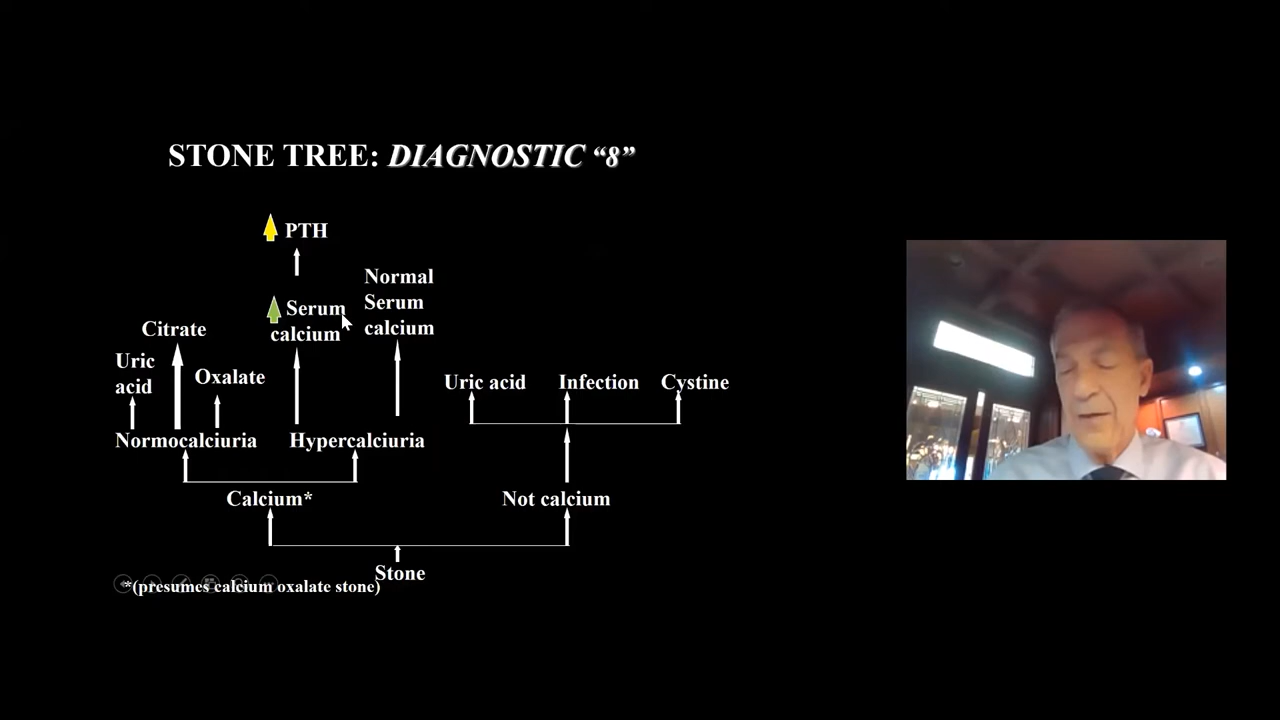 STONE TREE: DIAGNOSTIC “8”
PTH
Normal
Serum
calcium
Serum
calcium
Citrate
Uric
acid
Oxalate
Uric acid
Infection
Cystine
Normocalciuria
Hypercalciuria
Calcium*
Not calcium
Stone
*(presumes calcium oxalate stone)